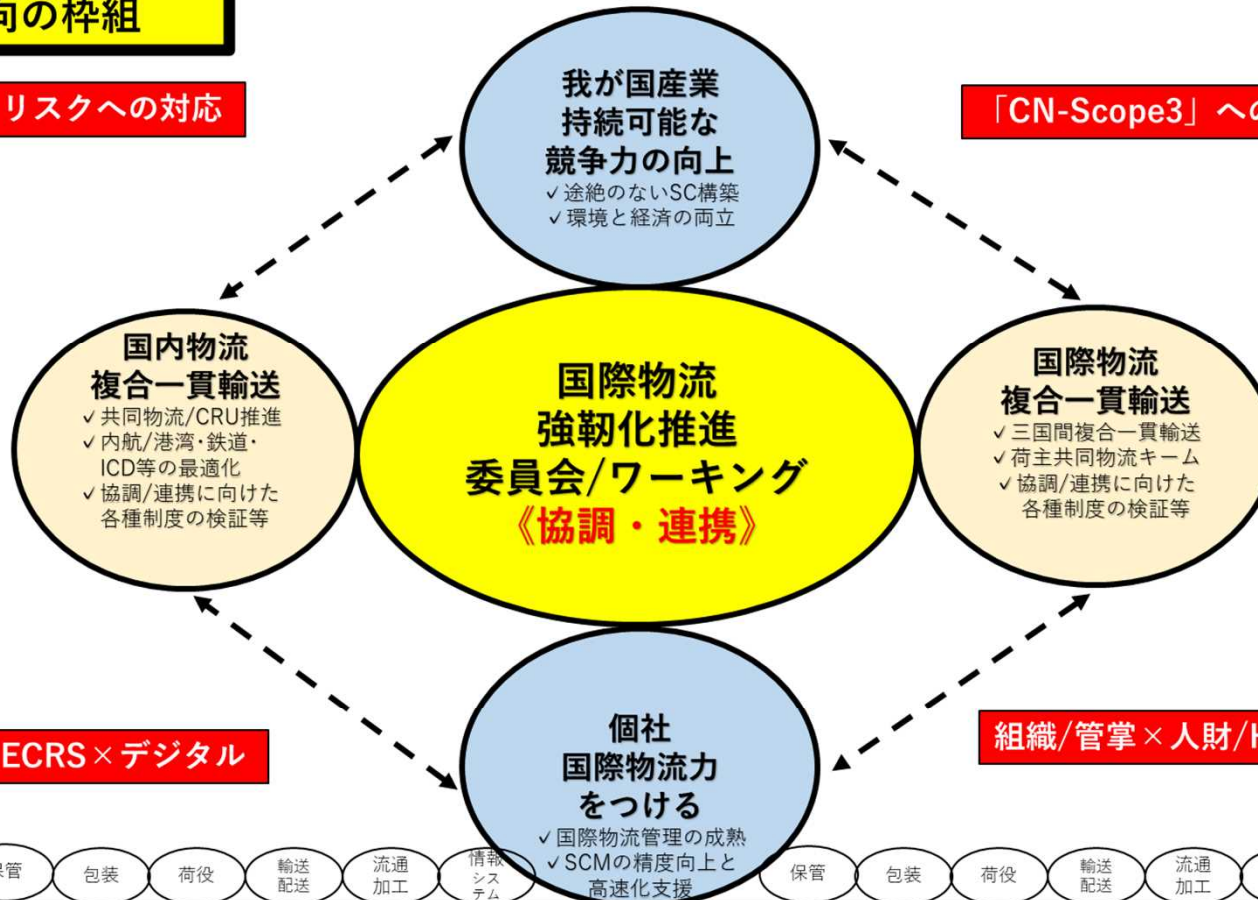 向の枠組
リスクへの対応
「CN-Scope3」への
我が国産業
持続可能な
競争力の向上
✓途絶のないSC構築
✓環境と経済の両立
国内物流
複合一貫輸送
✓共同物流/CRU推進
✓内航/港湾･鉄道･
ICD等の最適化
✓協調/連携に向けた
各種制度の検証等
国際物流
強靭化推進
委員会/ワーキング
《協調・連携》
国際物流
複合一貫輸送
✓三国間複合一貫輸送
✓荷主共同物流キーム
✓協調/連携に向けた
各種制度の検証等
ECRS×デジタル
組織/管掌×人財/
個社
国際物流力
をつける
✓国際物流管理の成熟
✓SCMの精度向上と
高速化支援
保管
包装
荷役
輸送
配送
流通
加工
情報
シス
テム
保管
包装
荷役
輸送
配送
流通
加工